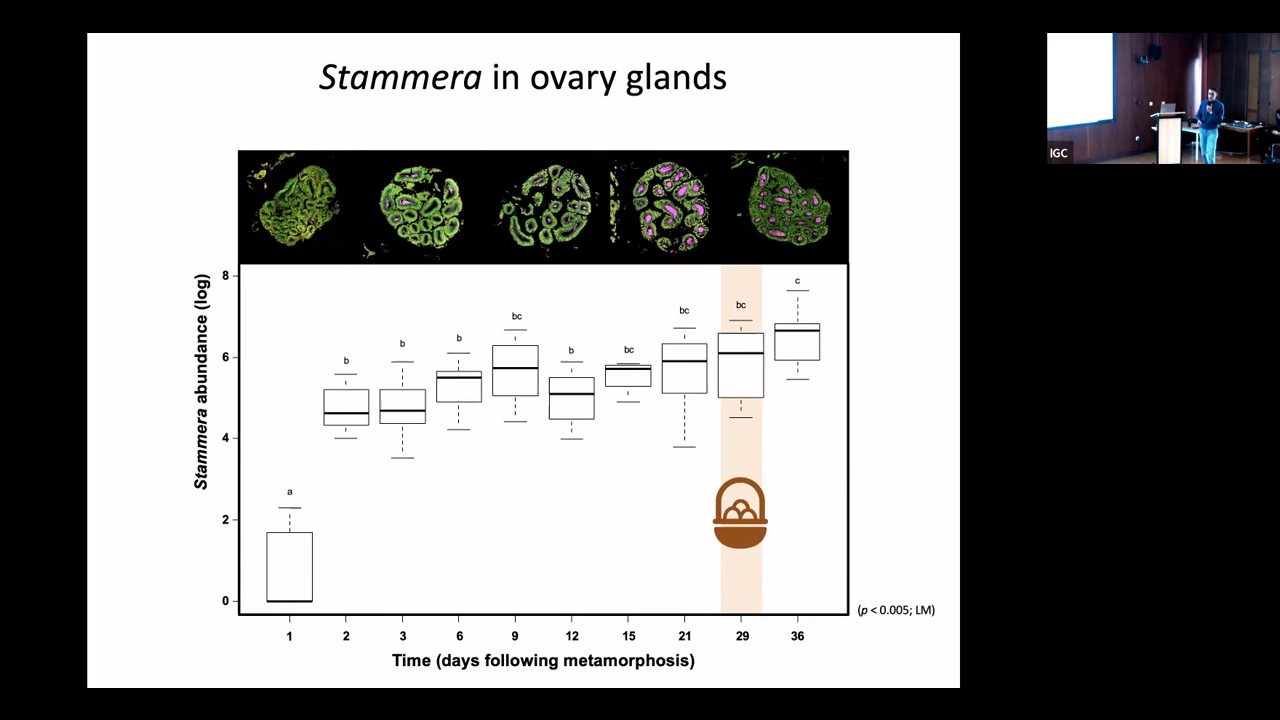 Stammera in ovary glands
IGC
Stammera abundance (log)
8
6
4
2
0
a
b
b
b
bc
b
bc
bc
bc
c
(p < 0.005; LM)
1 2 3 6 9 12 15 21 29 36
Time (days following metamorphosis)